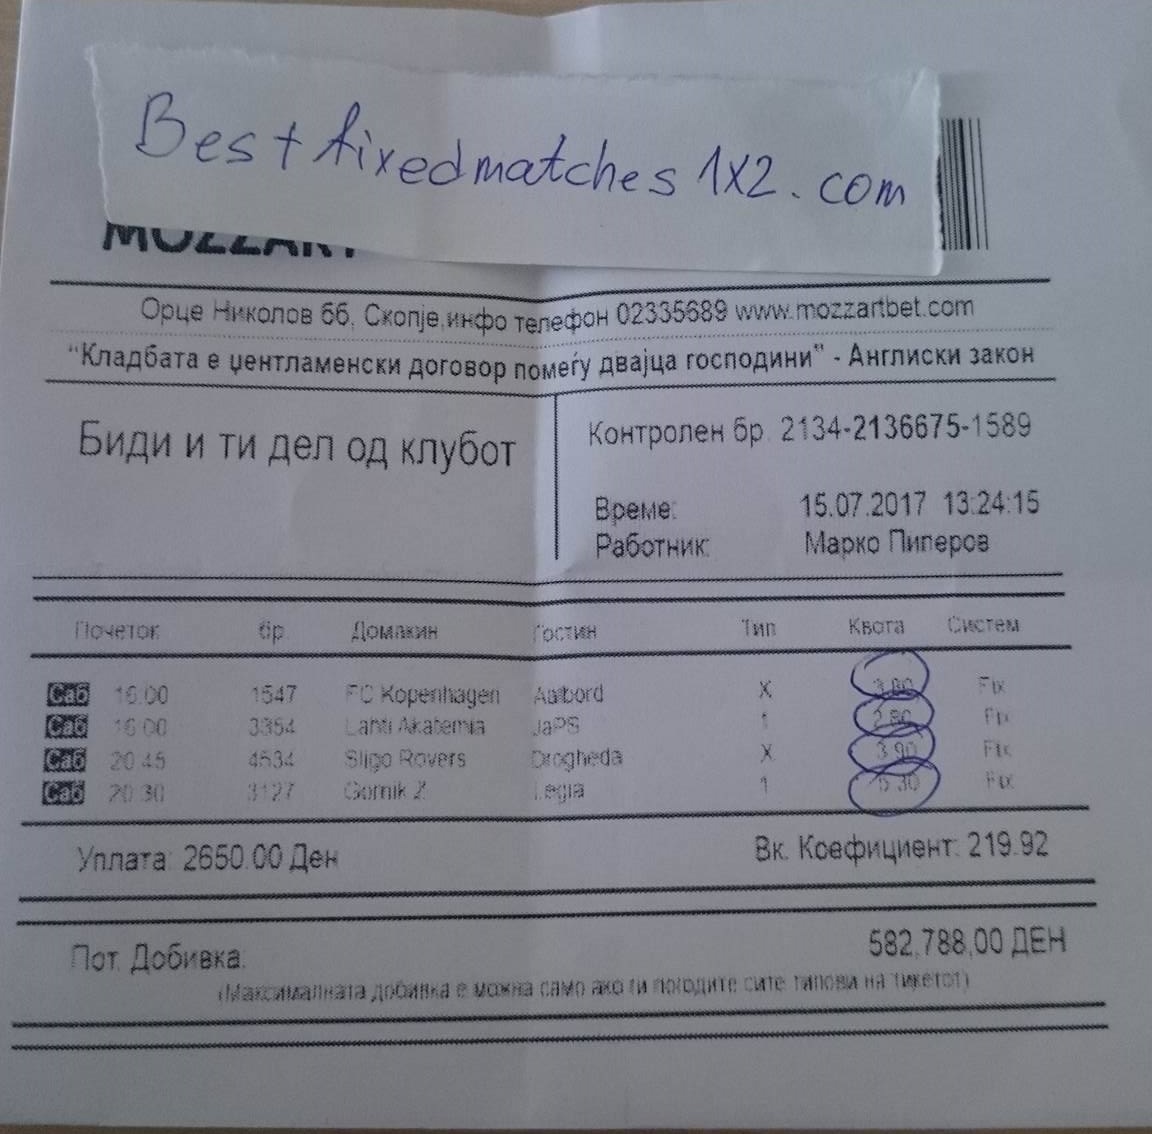 Bestfixedmatches1X2.com
MOZZART
Орце Николов бб, Скопје,инфо телефон 02335689 www.mozzartbet.com
"Кладбата е џентламенски договор помеѓу двајца господини" - Англиски закон
Биди и ти дел од клубот
Контролен бр. 2134-2136675-1589
Време: 15.07.2017 13:24:15
Работник: Марко Пиперов
Почеток бр Домакин Гостин Тип Квота Систем
Саб 16.00 1547 FC Kopenhagen Aalbord X Fix
Саб 16.00 3354 Lahti Akatemia JaPS 1 2.80 Fix
Саб 20.45 4534 Sligo Rovers Drogheda X 3.90 Fix
Саб 20.30 3127 Gornik Z Legia 1 5.30 Fix
Уплата: 2650.00 Ден
Вк. Коефициент: 219.92
Пот. Добивка: 582,788,00 ДЕН
(Максималната добивка е можна само ако ги погодите сите типови на тикетот)